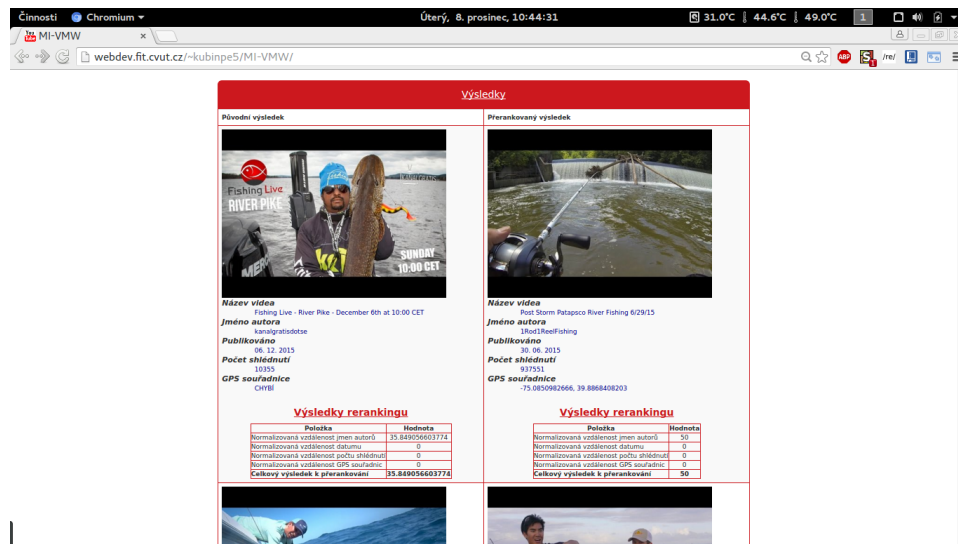 Činnosti Chromium Úterý, 8. prosinec, 10:44:31 31.0°C 44.6°C 49.0°C 1
MI-VMW
webdev.fit.cvut.cz/~kubinpe5/MI-VMW/ ABP /re/
Výsledky
Původní výsledek Přerankovaný výsledek
Fishing Live
RIVER PIKE
SUNDAY
10:00 CET
Název videa
Fishing Live - River Pike - December 6th at 10:00 CET
Jméno autora
kanalgratisdotse
Publikováno
06. 12. 2015
Počet shlédnutí
10355
GPS souřadnice
CHYBÍ
Výsledky rerankingu
Položka Hodnota
Normalizovaná vzdálenost jmen autorů 35.849056603774
Normalizovaná vzdálenost datumu 0
Normalizovaná vzdálenost počtu shlédnutí 0
Normalizovaná vzdálenost GPS souřadnic 0
Celkový výsledek k přerankování 35.849056603774
Název videa
Post Storm Patapsco River Fishing 6/29/15
Jméno autora
1Rod1ReelFishing
Publikováno
30. 06. 2015
Počet shlédnutí
937551
GPS souřadnice
-75.0850982666, 39.8868408203
Výsledky rerankingu
Položka Hodnota
Normalizovaná vzdálenost jmen autorů 50
Normalizovaná vzdálenost datumu 0
Normalizovaná vzdálenost počtu shlédnutí 0
Normalizovaná vzdálenost GPS souřadnic 0
Celkový výsledek k přerankování 50